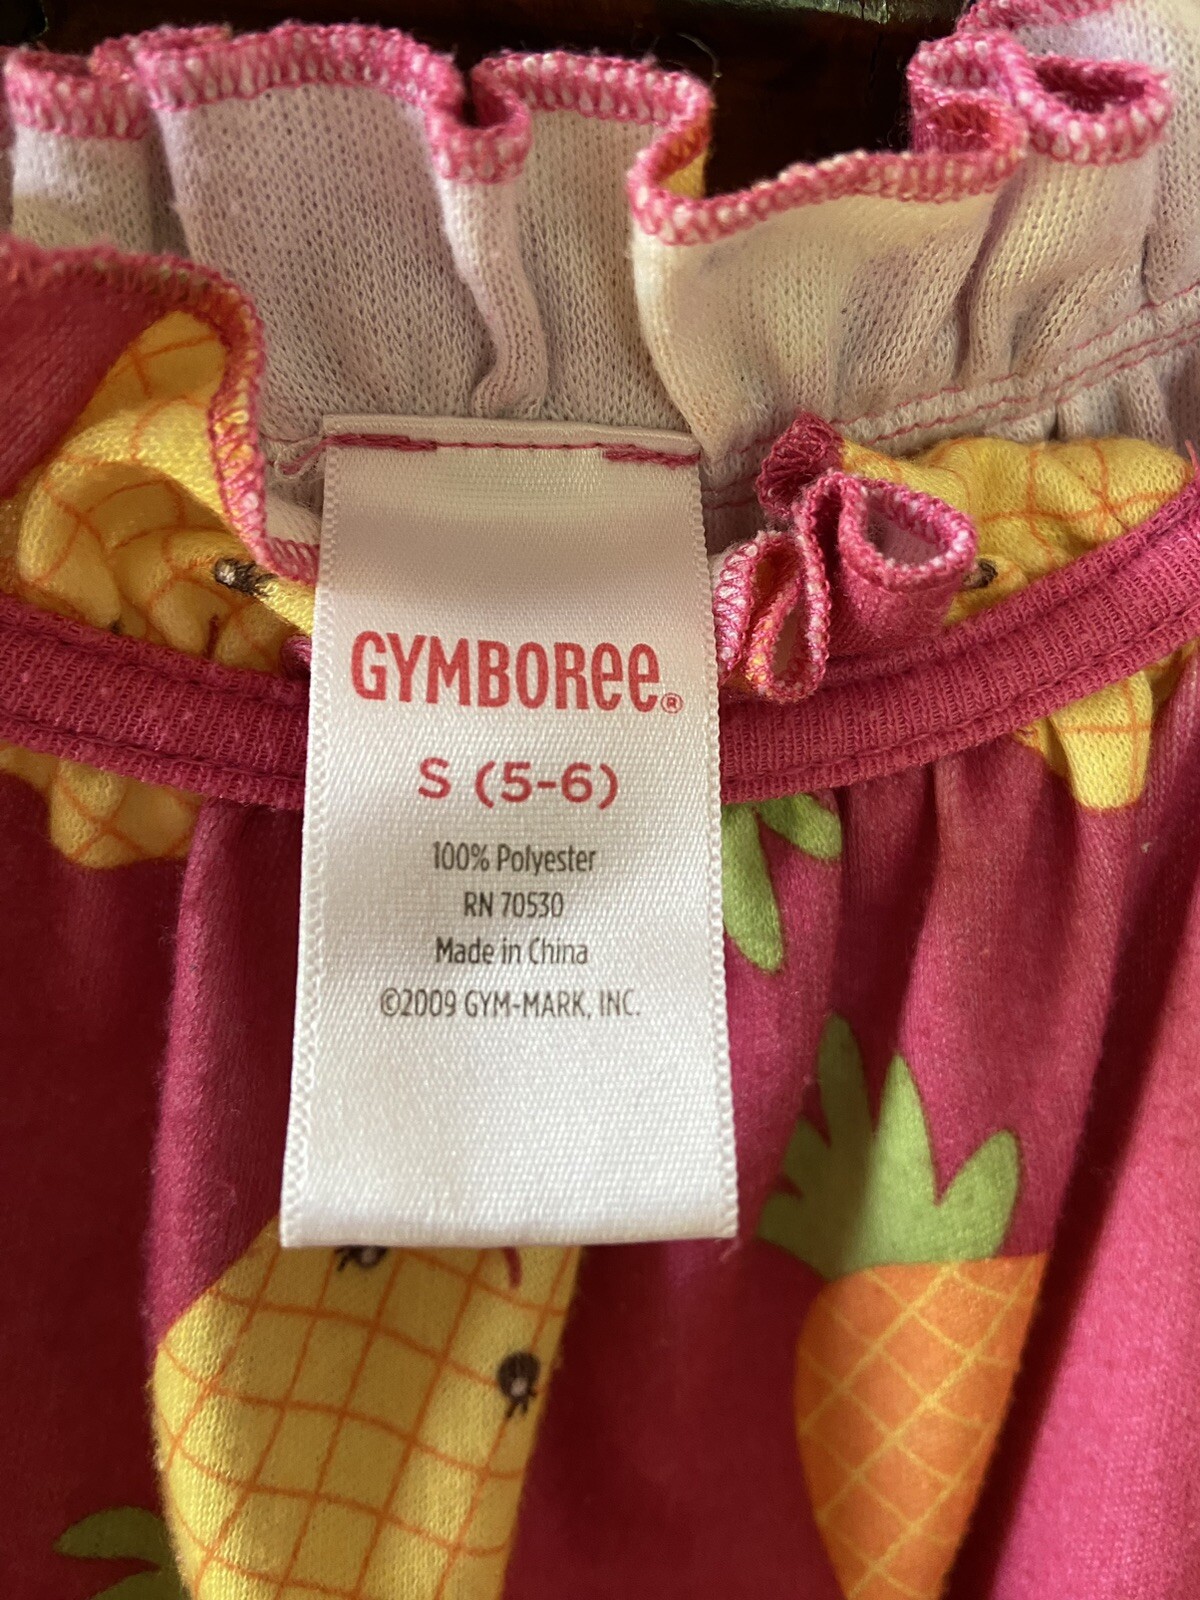 GYMBOREE®
S (5-6)
100% Polyester
RN 70530
Made in China
©2009 GYM-MARK, INC.